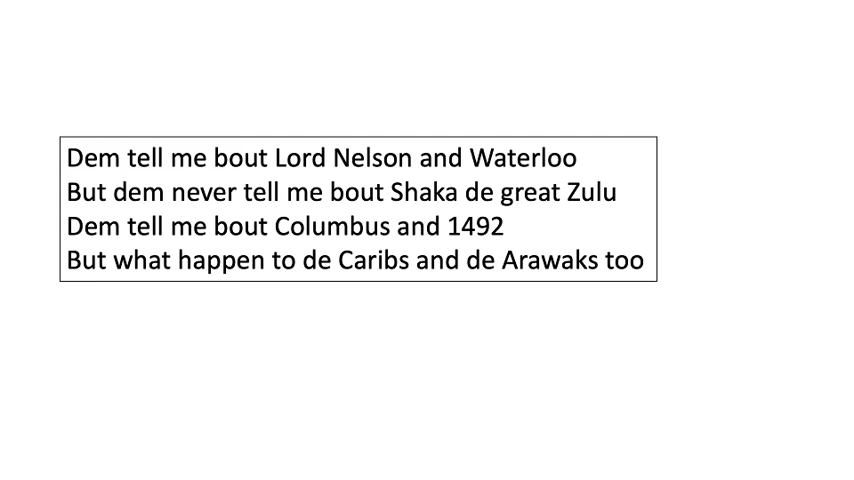 Dem tell me bout Lord Nelson and Waterloo
But dem never tell me bout Shaka de great Zulu
Dem tell me bout Columbus and 1492
But what happen to de Caribs and de Arawaks too